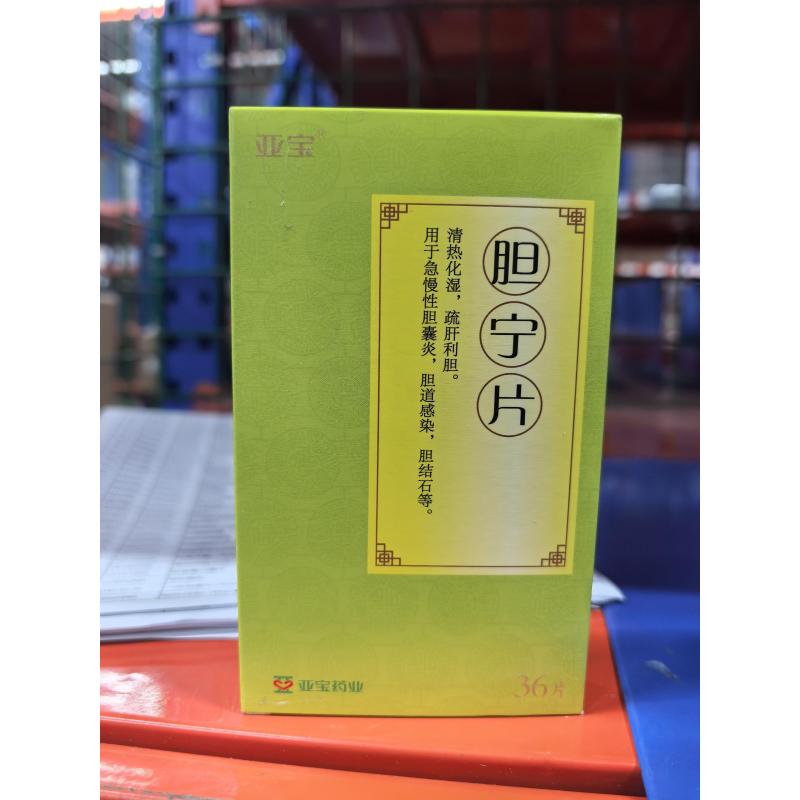 亚宝®
胆宁片
清热化湿，疏肝利胆。
用于急慢性胆囊炎，胆道感染，胆结石等。
亚宝药业
36片